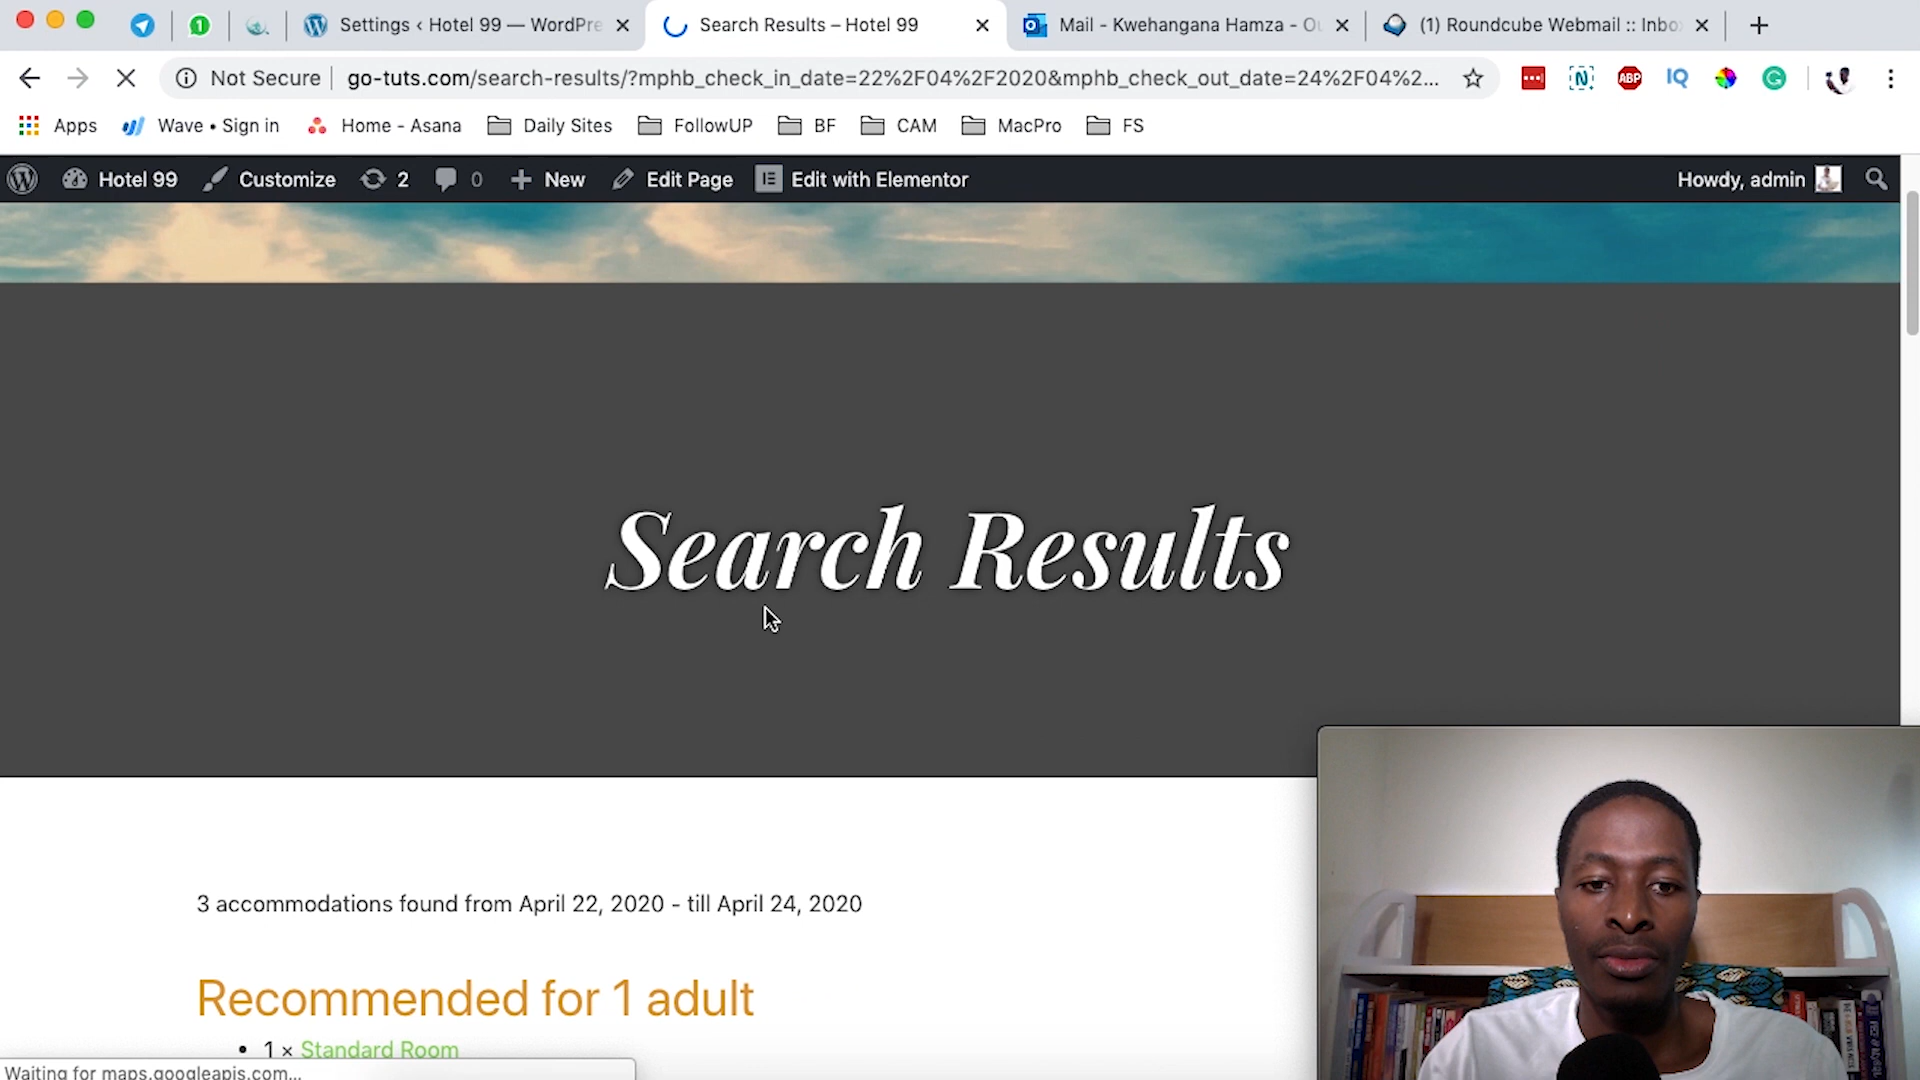 Settings ‹ Hotel 99 — WordPre
Search Results – Hotel 99
Mail - Kwehangana Hamza - Ou
(1) Roundcube Webmail :: Inbo
Not Secure
go-tuts.com/search-results/?mphb_check_in_date=22%2F04%2F2020&mphb_check_out_date=24%2F04%2...
ABP
IQ
Apps
Wave • Sign in
Home - Asana
Daily Sites
FollowUP
BF
CAM
MacPro
FS
Hotel 99
Customize
2
0
New
Edit Page
Edit with Elementor
Howdy, admin
Search Results
3 accommodations found from April 22, 2020 - till April 24, 2020
Recommended for 1 adult
• 1 × Standard Room
Waiting for maps.googleapis.com...